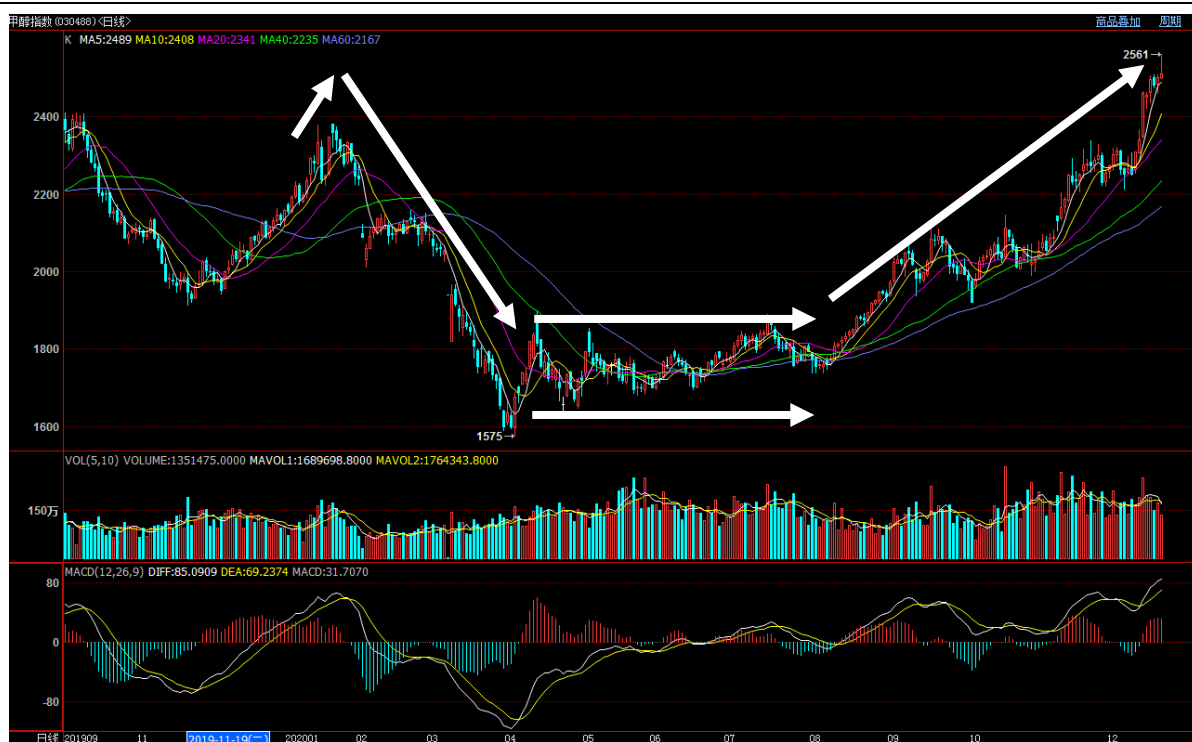 甲醇指数 (030488)<日线> 商品叠加 周期
K MA5:2489 MA10:2408 MA20:2341 MA40:2235 MA60:2167
2561→
2400
2200
2000
1800
1600
1575→
VOL(5,10) VOLUME:1351475.0000 MAVOL1:1689698.8000 MAVOL2:1764343.8000
150万
MACD(12,26,9) DIFF:85.0909 DEA:69.2374 MACD:31.7070
80
0
-80
日线 201909 11 2019-11-19(二) 202001 02 03 04 05 06 07 08 09 10 12